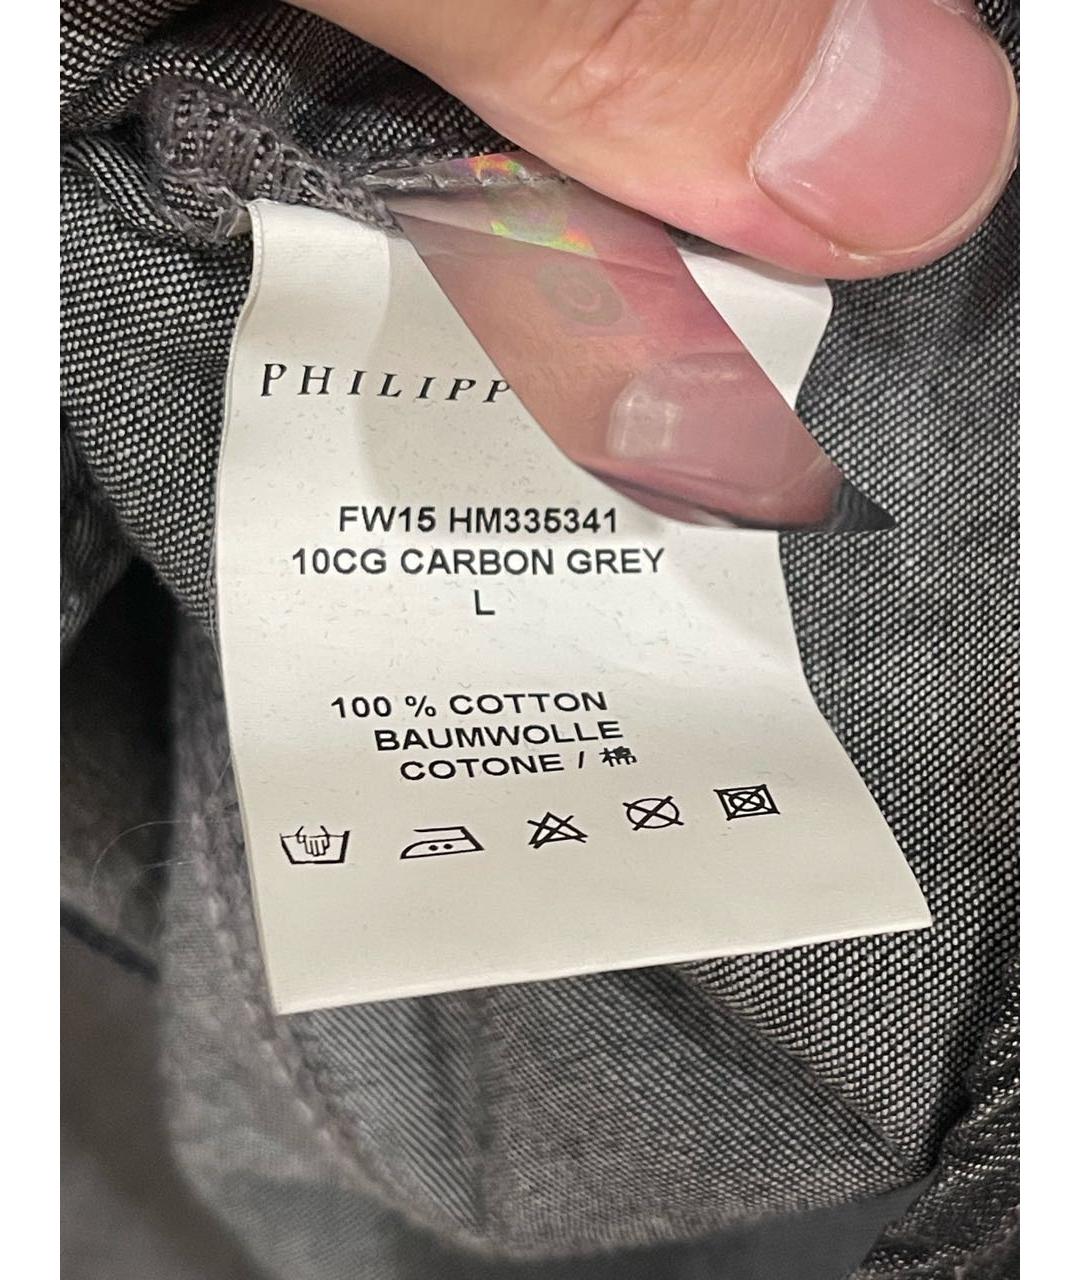 PHILIPP
FW15 HM335341
10CG CARBON GREY
L
100 % COTTON
BAUMWOLLE
COTONE / 棉